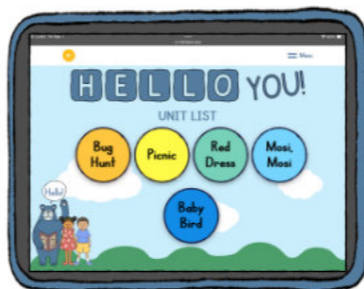 Menu
HELLO YOU!
UNIT LIST
Bug
Hunt
Picnic
Red
Dress
Mosi,
Mosi
Baby
Bird
Hello!